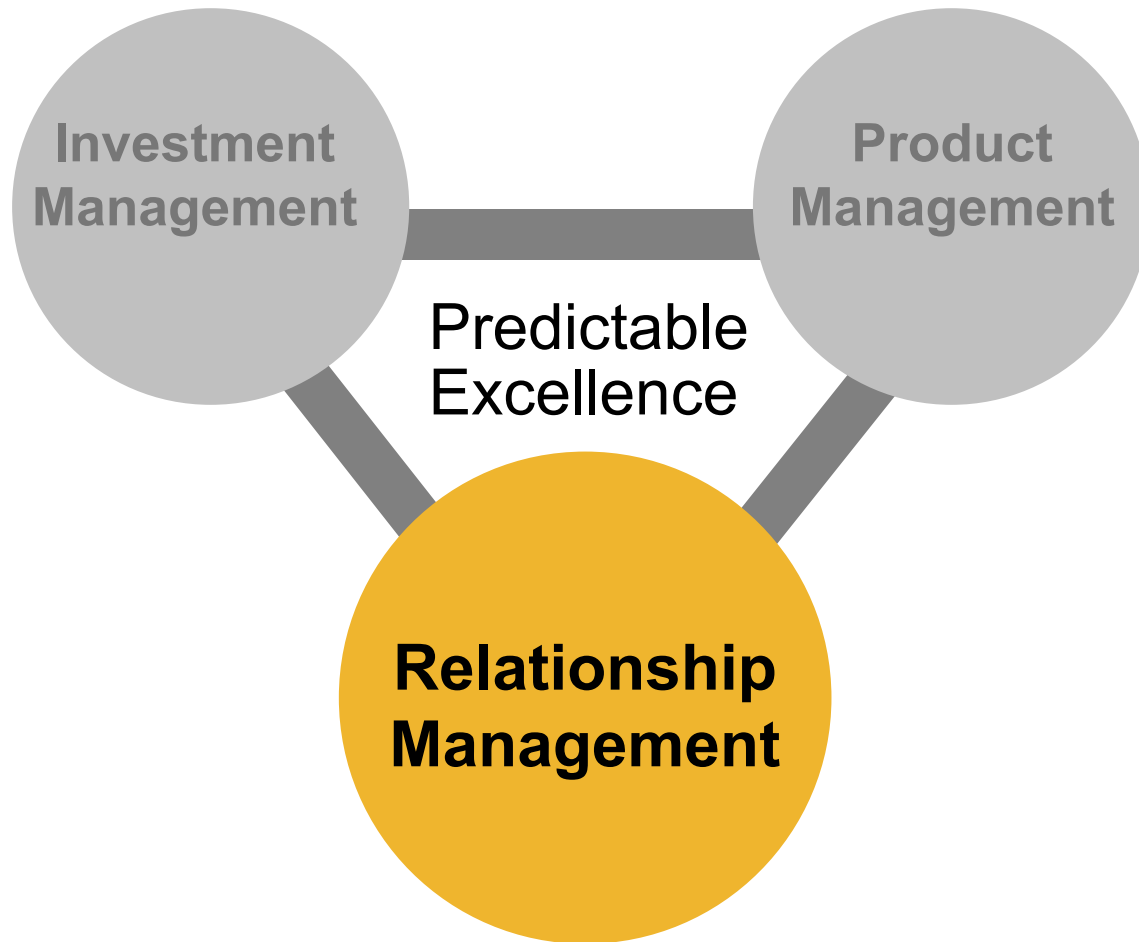 Investment
Management
Product
Management
Predictable
Excellence
Relationship
Management